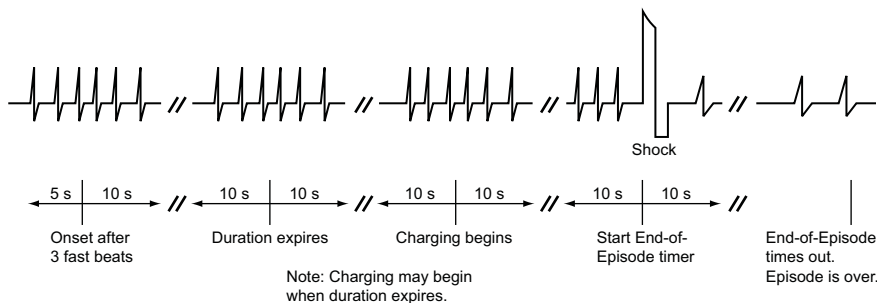 Shock
5 s 10 s 10 s 10 s 10 s 10 s 10 s 10 s
Onset after
3 fast beats
Duration expires
Charging begins
Start End-of-
Episode timer
End-of-Episode
times out.
Episode is over.
Note: Charging may begin
when duration expires.